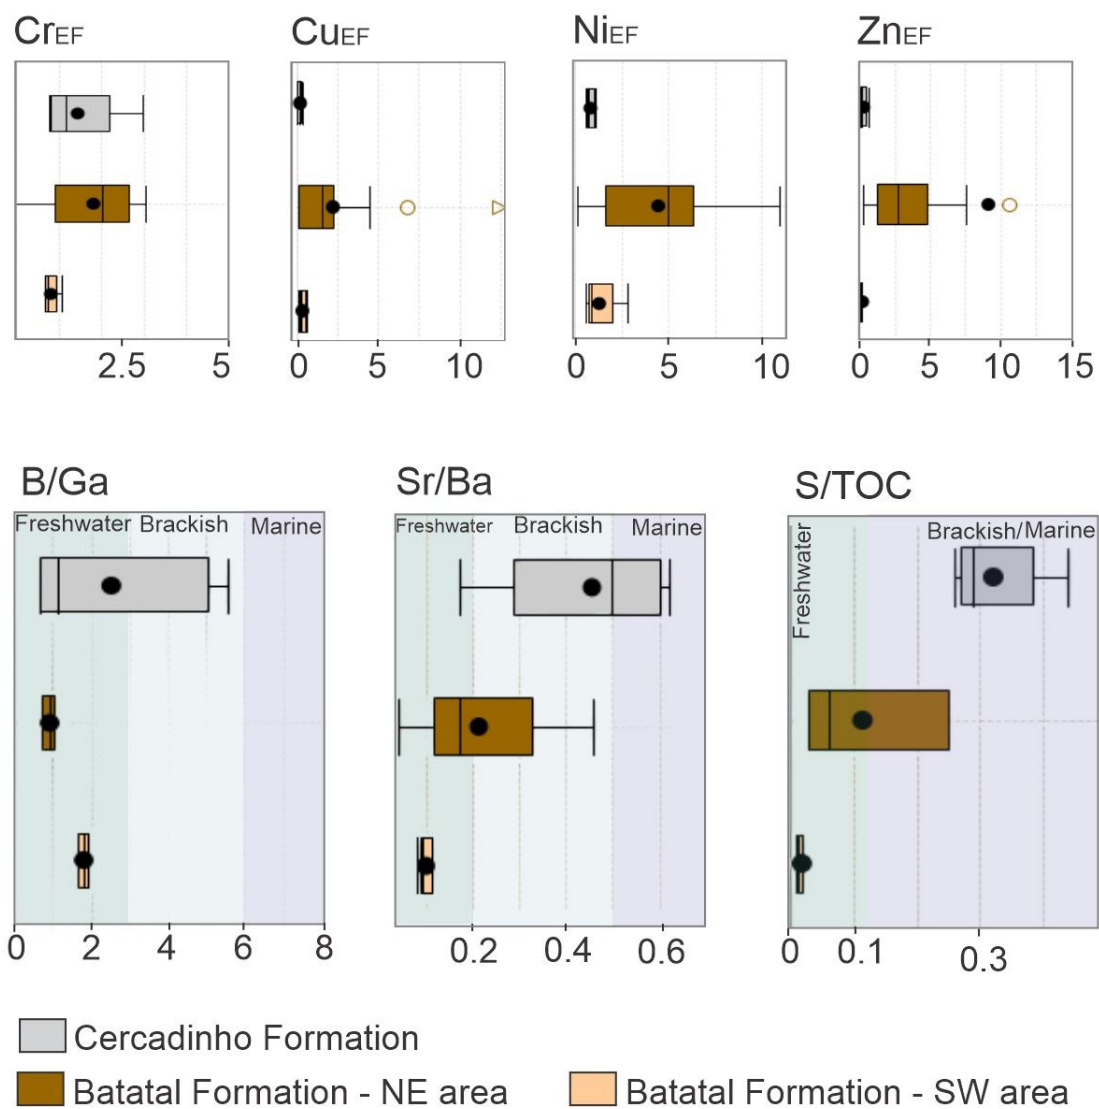 CrEF CuEF NiEF ZnEF
2.5 5 0 5 10 0 5 10 0 5 10 15
B/Ga Sr/Ba S/TOC
Freshwater Brackish Marine Freshwater Brackish Marine Freshwater Brackish/Marine
0 2 4 6 8 0.2 0.4 0.6 0 0.1 0.3
Cercadinho Formation
Batatal Formation - NE area Batatal Formation - SW area